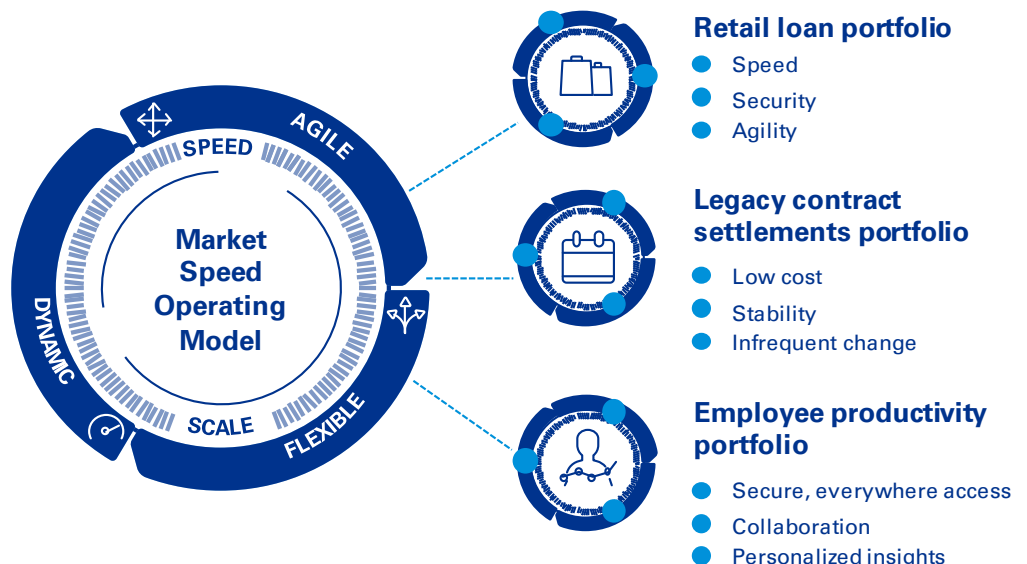 AGILE
SPEED
Market
Speed
Operating
Model
DYNAMIC
SCALE
FLEXIBLE
Retail loan portfolio
Speed
Security
Agility
Legacy contract
settlements portfolio
Low cost
Stability
Infrequent change
Employee productivity
portfolio
Secure, everywhere access
Collaboration
Personalized insights